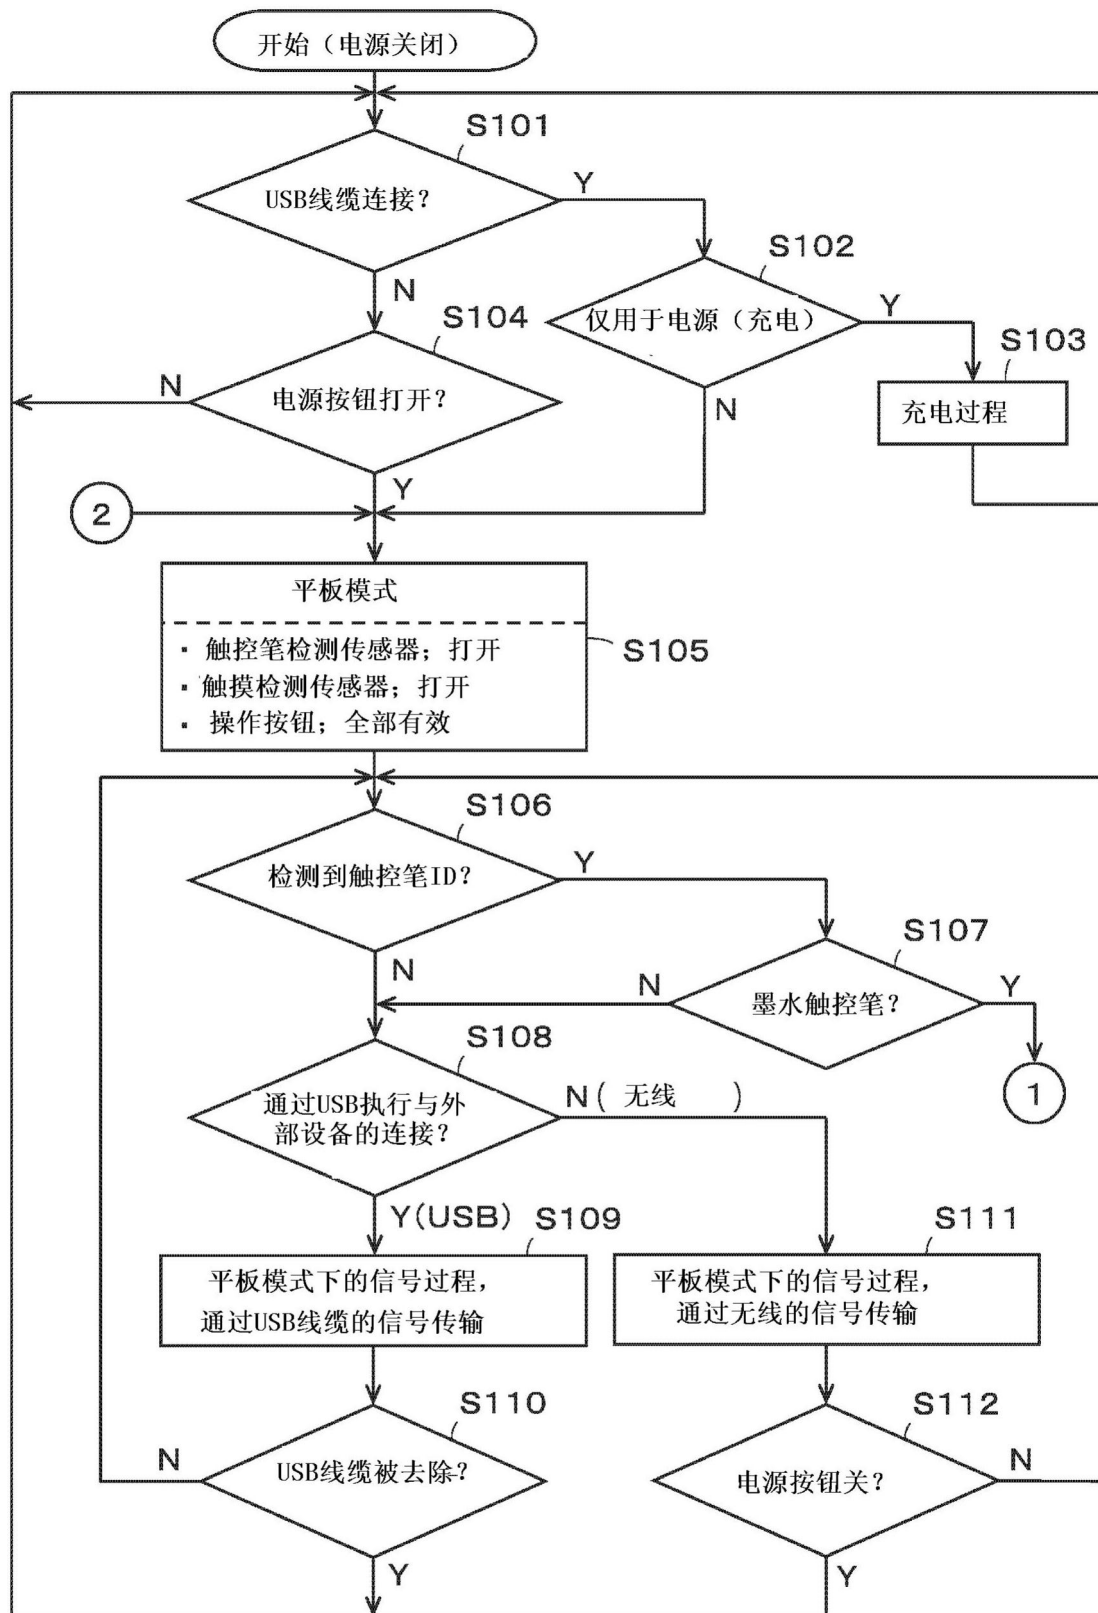 开始（电源关闭）
S101
USB线缆连接？
Y
N
S102
仅用于电源（充电）
Y
N
S103
充电过程
S104
电源按钮打开？
N
Y
2
平板模式
▪ 触控笔检测传感器；打开
▪ 触摸检测传感器；打开
▪ 操作按钮；全部有效
S105
S106
检测到触控笔ID？
Y
N
S107
墨水触控笔？
N
Y
1
S108
通过USB执行与外
部设备的连接？
N( 无线 )
Y(USB)
S109
平板模式下的信号过程，
通过USB线缆的信号传输
S111
平板模式下的信号过程，
通过无线的信号传输
S110
USB线缆被去除？
N
Y
S112
电源按钮关？
N
Y